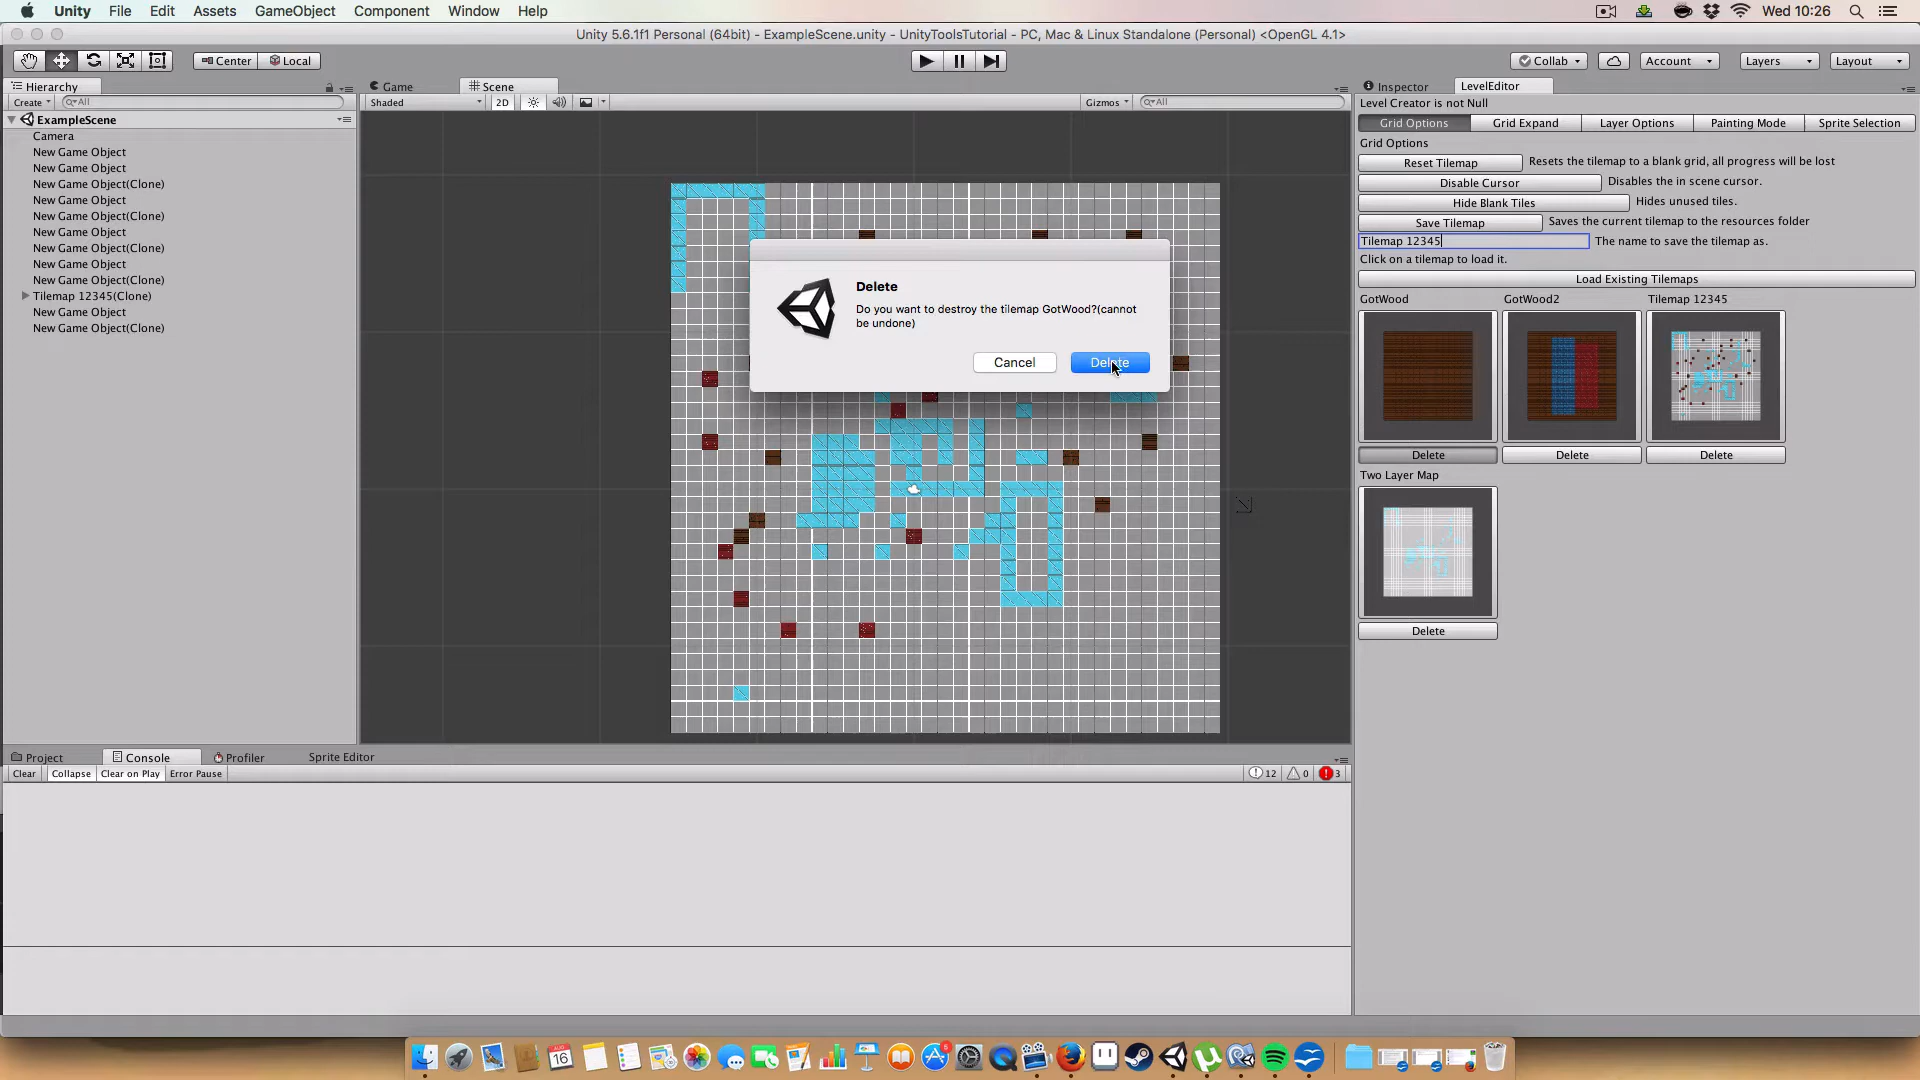 Unity File Edit Assets GameObject Component Window Help Wed 10:26
Unity 5.6.1f1 Personal (64bit) - ExampleScene.unity - UnityToolsTutorial - PC, Mac & Linux Standalone (Personal) <OpenGL 4.1>
Center Local Collab Account Layers Layout
Hierarchy Game Scene Inspector LevelEditor
Create All Shaded 2D Gizmos All
Level Creator is not Null
ExampleScene
Grid Options Grid Expand Layer Options Painting Mode Sprite Selection
Camera
Grid Options
New Game Object
Reset Tilemap Resets the tilemap to a blank grid, all progress will be lost
New Game Object
Disable Cursor Disables the in scene cursor.
New Game Object(Clone)
Hide Blank Tiles Hides unused tiles.
New Game Object
Save Tilemap Saves the current tilemap to the resources folder
New Game Object(Clone)
Tilemap 12345 The name to save the tilemap as.
New Game Object
Click on a tilemap to load it.
New Game Object(Clone)
Load Existing Tilemaps
New Game Object
New Game Object(Clone)
Tilemap 12345(Clone)
New Game Object
New Game Object(Clone)
Delete
Do you want to destroy the tilemap GotWood?(cannot
be undone)
Cancel Delete
GotWood GotWood2 Tilemap 12345
Delete Delete Delete
Two Layer Map
Delete
Project Console Profiler Sprite Editor
Clear Collapse Clear on Play Error Pause 12 0 3
AUG
16
5